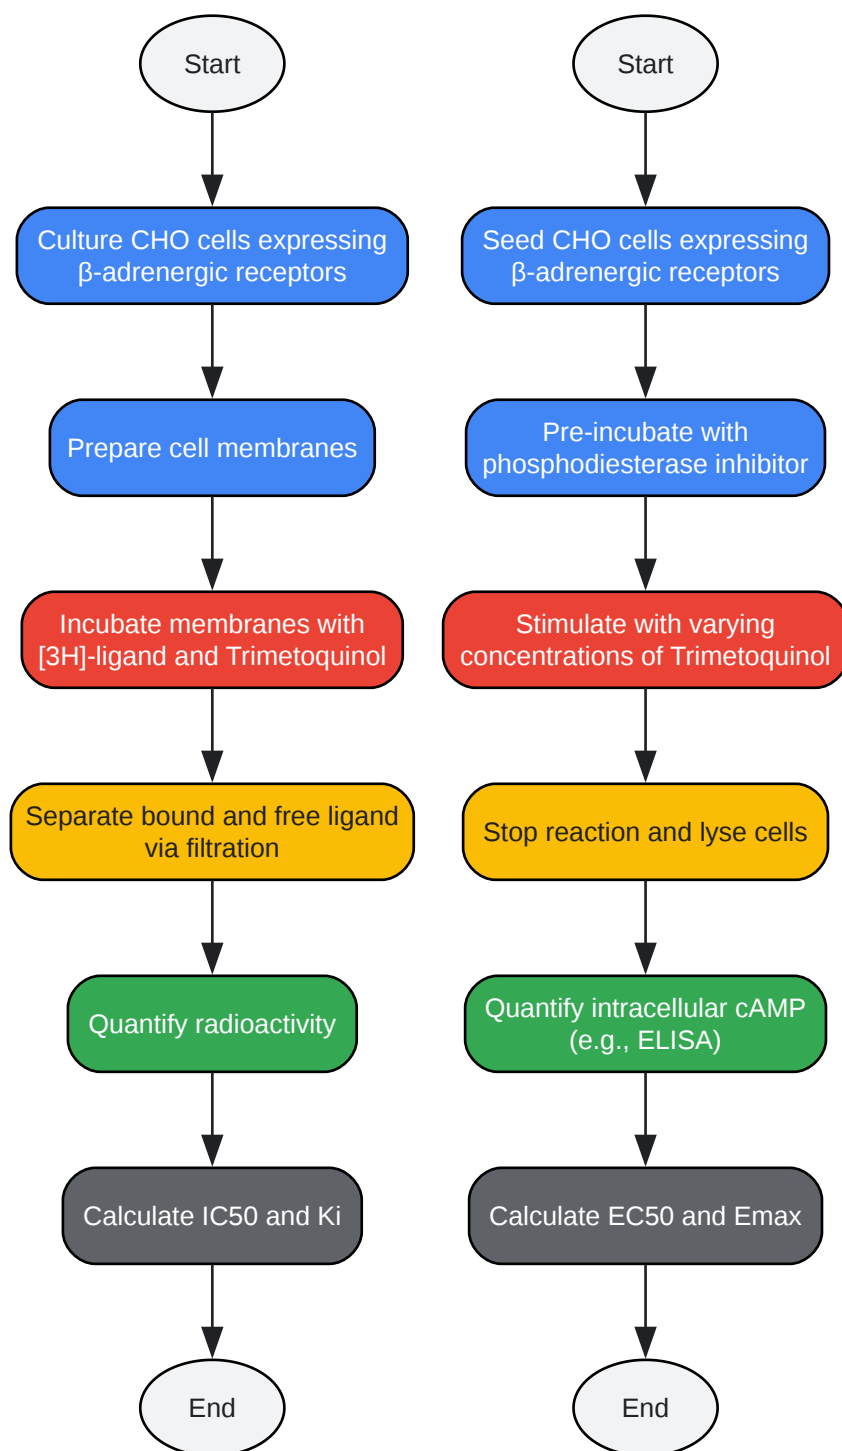 Start
Culture CHO cells expressing
β-adrenergic receptors
Prepare cell membranes
Incubate membranes with
[3H]-ligand and Trimetoquinol
Separate bound and free ligand
via filtration
Quantify radioactivity
Calculate IC50 and Ki
End
Start
Seed CHO cells expressing
β-adrenergic receptors
Pre-incubate with
phosphodiesterase inhibitor
Stimulate with varying
concentrations of Trimetoquinol
Stop reaction and lyse cells
Quantify intracellular cAMP
(e.g., ELISA)
Calculate EC50 and Emax
End